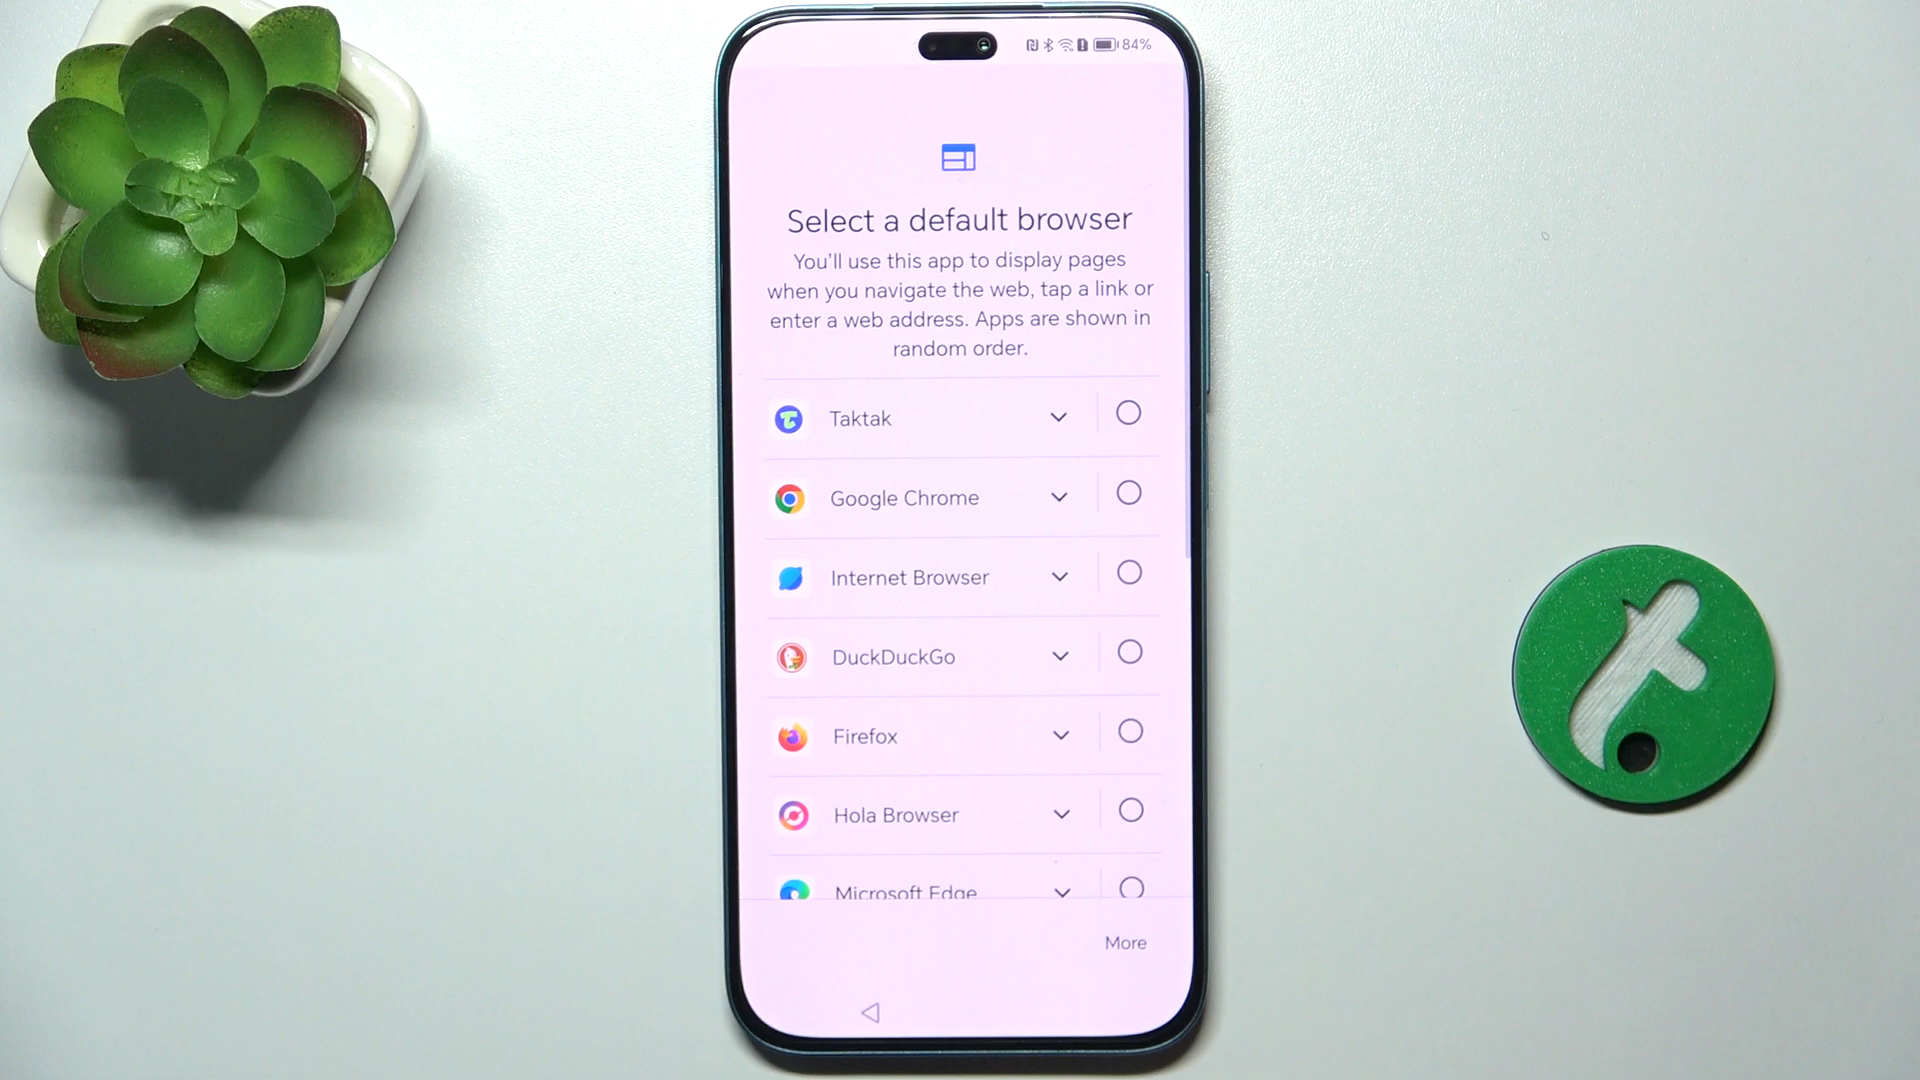 84%
Select a default browser
You'll use this app to display pages
when you navigate the web, tap a link or
enter a web address. Apps are shown in
random order.
Taktak
Google Chrome
Internet Browser
DuckDuckGo
Firefox
Hola Browser
Microsoft Edge
More